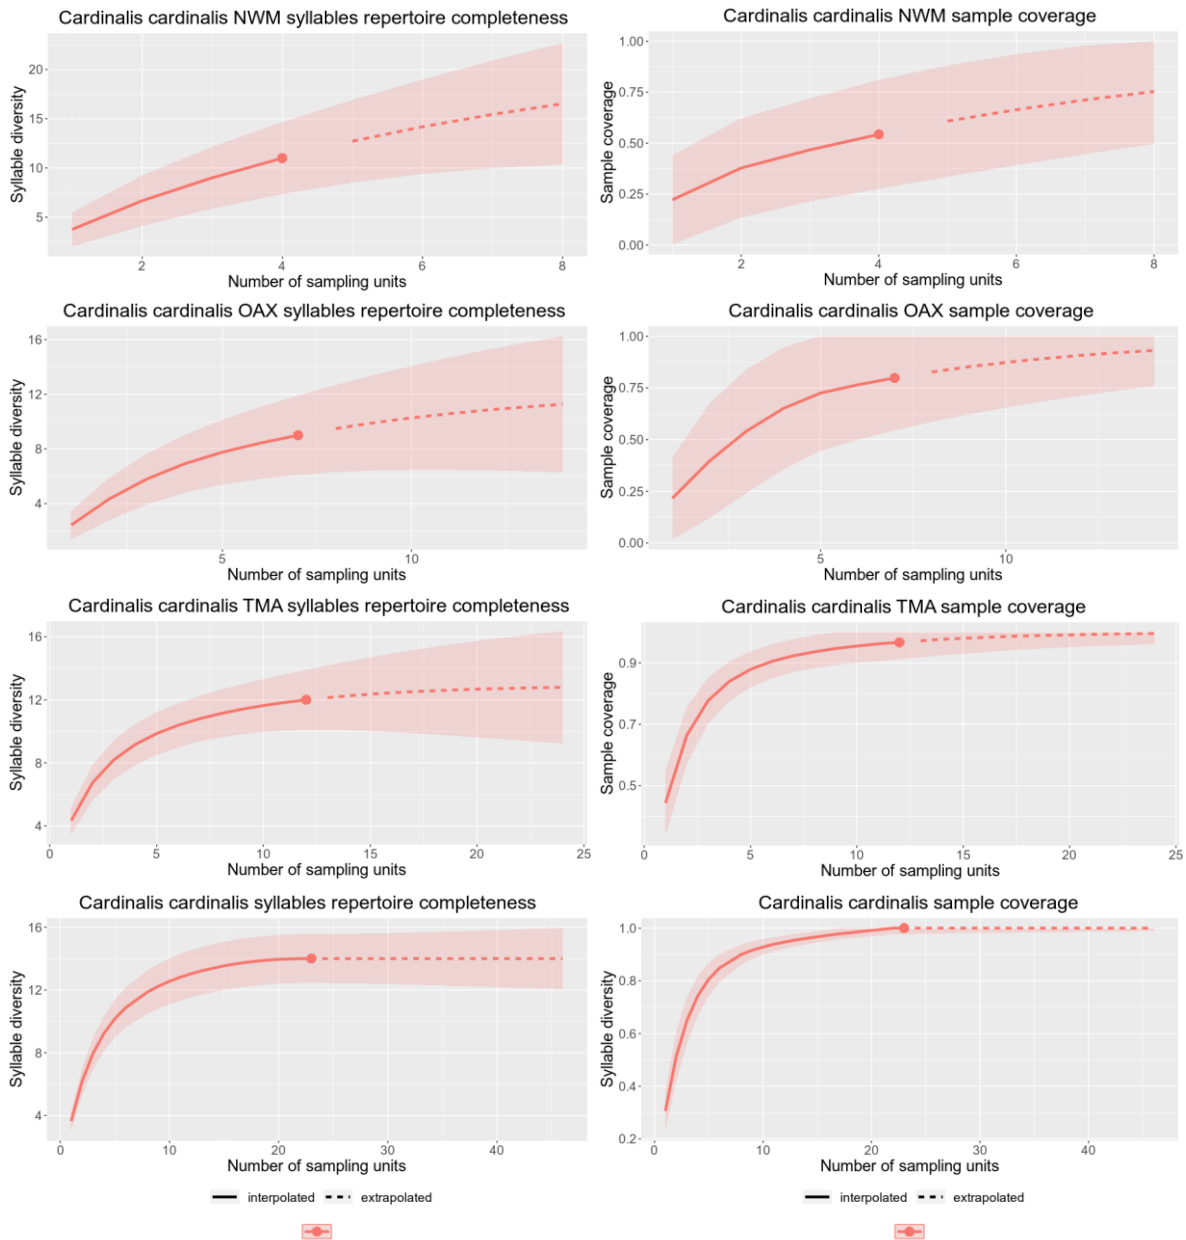 Cardinalis cardinalis NWM syllables repertoire completeness
Syllable diversity
20
15
10
5
2 4 6 8
Number of sampling units
Cardinalis cardinalis NWM sample coverage
Sample coverage
1.00
0.75
0.50
0.25
0.00
2 4 6 8
Number of sampling units
Cardinalis cardinalis OAX syllables repertoire completeness
Syllable diversity
16
12
8
4
5 10
Number of sampling units
Cardinalis cardinalis OAX sample coverage
Sample coverage
1.00
0.75
0.50
0.25
0.00
5 10
Number of sampling units
Cardinalis cardinalis TMA syllables repertoire completeness
Syllable diversity
16
12
8
4
0 5 10 15 20 25
Number of sampling units
Cardinalis cardinalis TMA sample coverage
Sample coverage
0.9
0.7
0.5
0 5 10 15 20 25
Number of sampling units
Cardinalis cardinalis syllables repertoire completeness
Syllable diversity
16
12
8
4
0 10 20 30 40
Number of sampling units
interpolated extrapolated
Cardinalis cardinalis sample coverage
Syllable diversity
1.0
0.8
0.6
0.4
0.2
0 10 20 30 40
Number of sampling units
interpolated extrapolated